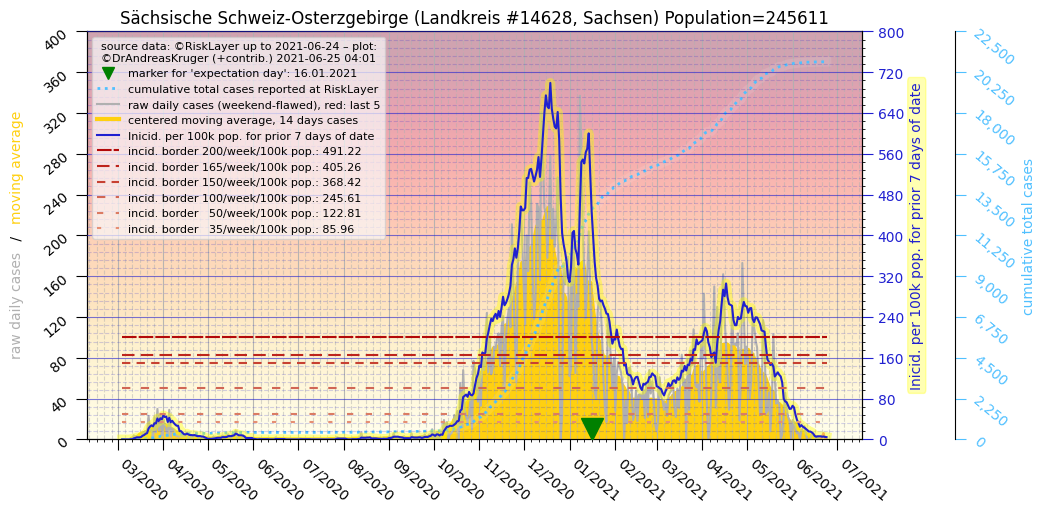 Sächsische Schweiz-Osterzgebirge (Landkreis #14628, Sachsen) Population=245611
source data: ©RiskLayer up to 2021-06-24 – plot:
©DrAndreasKruger (+contrib.) 2021-06-25 04:01
marker for 'expectation day': 16.01.2021
cumulative total cases reported at RiskLayer
raw daily cases (weekend-flawed), red: last 5
centered moving average, 14 days cases
Inicid. per 100k pop. for prior 7 days of date
incid. border 200/week/100k pop.: 491.22
incid. border 165/week/100k pop.: 405.26
incid. border 150/week/100k pop.: 368.42
incid. border 100/week/100k pop.: 245.61
incid. border   50/week/100k pop.: 122.81
incid. border   35/week/100k pop.: 85.96
raw daily cases / moving average
400
360
320
280
240
200
160
120
80
40
0
800
720
640
560
480
400
320
240
160
80
0
Inicid. per 100k pop. for prior 7 days of date
22,500
20,250
18,000
15,750
13,500
11,250
9,000
6,750
4,500
2,250
0
cumulative total cases
03/2020
04/2020
05/2020
06/2020
07/2020
08/2020
09/2020
10/2020
11/2020
12/2020
01/2021
02/2021
03/2021
04/2021
05/2021
06/2021
07/2021